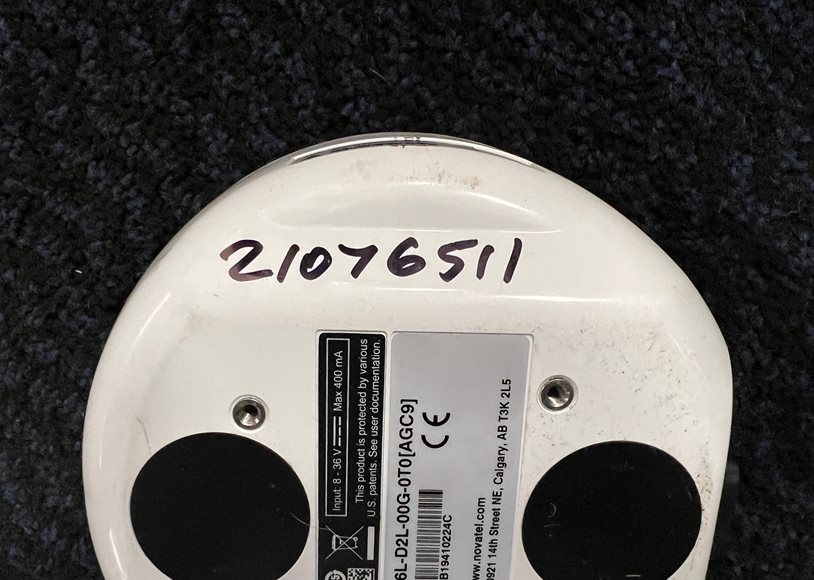 21076511
Input: 8 - 36 V Max 400 mA
This product is protected by various
U.S. patents. See user documentation.
6L-D2L-00G-0T0[AGC9]
CE
B19410224C
www.novatel.com
0921 14th Street NE, Calgary, AB T3K 2L5